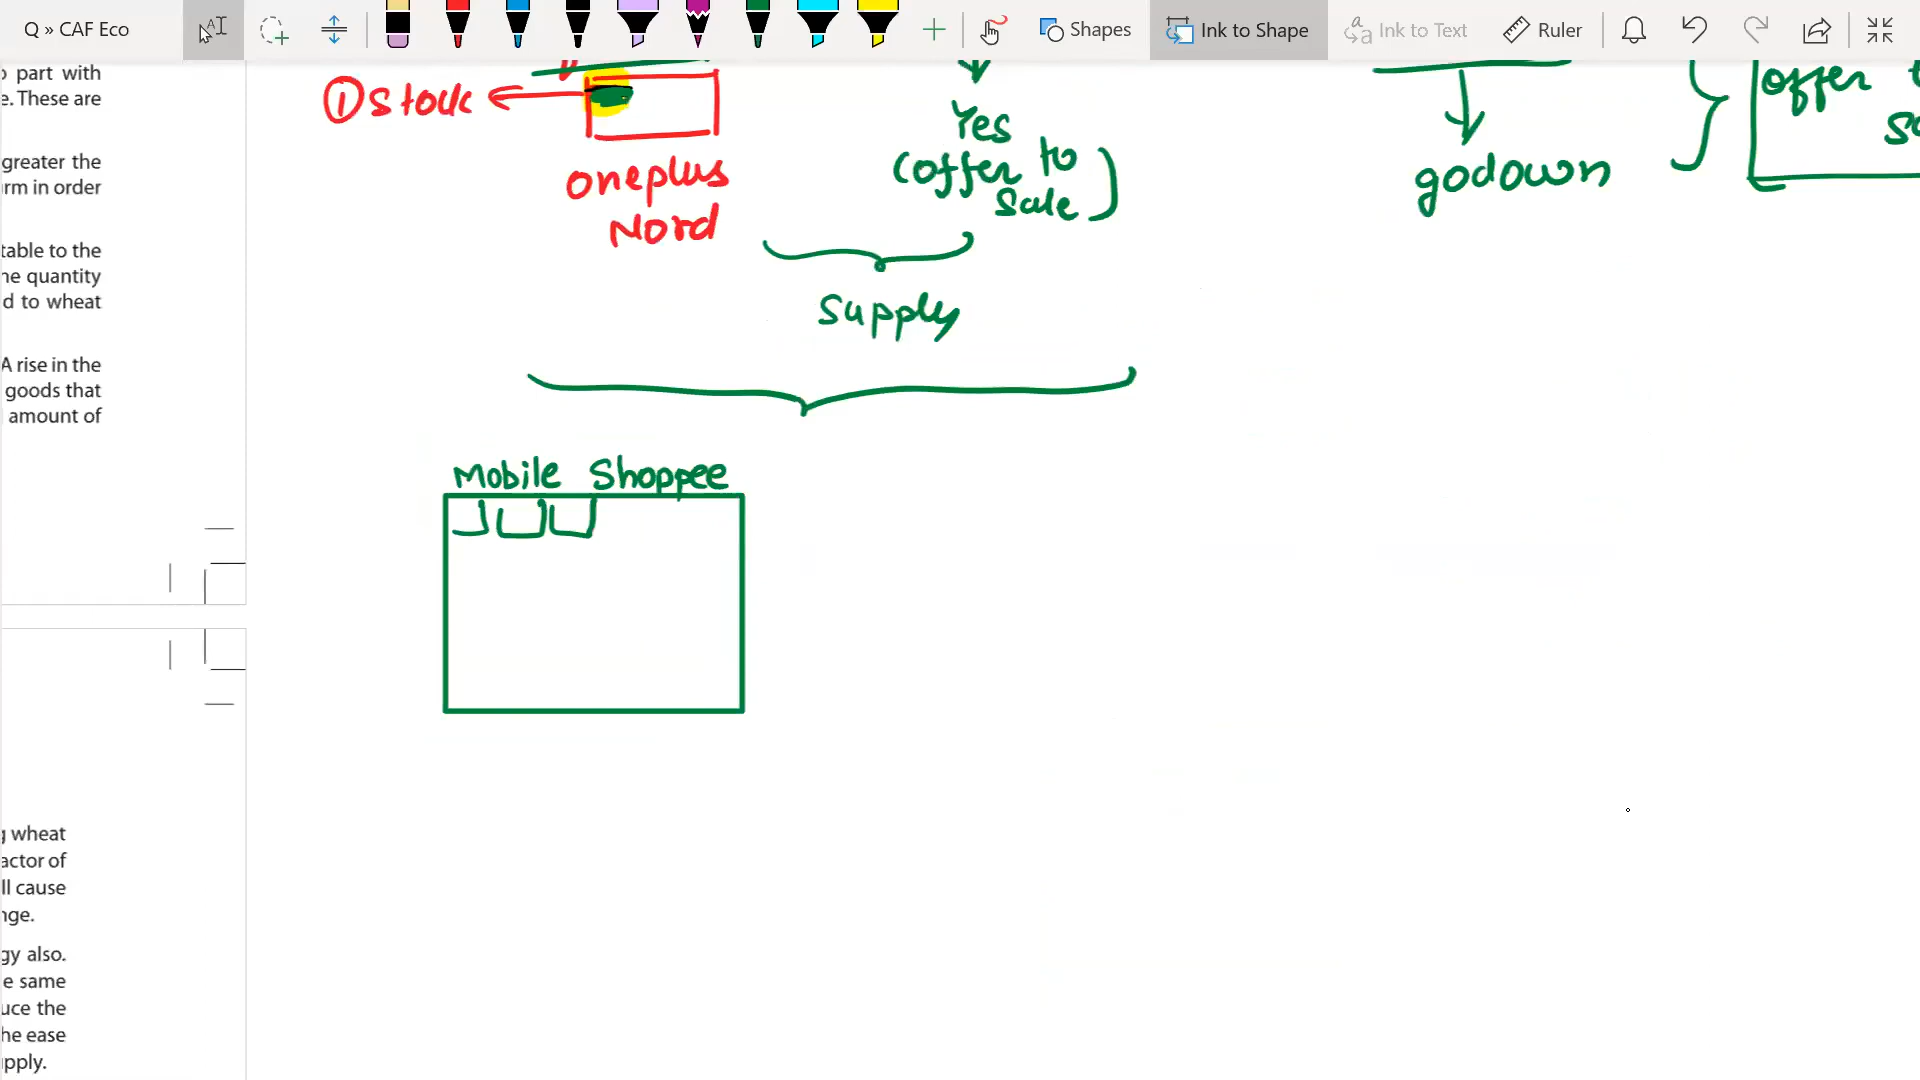 Q » CAF Eco
Shapes
Ink to Shape
Ink to Text
Ruler
part with
e. These are
greater the
rm in order
table to the
ne quantity
d to wheat
A rise in the
goods that
amount of
g wheat
actor of
ll cause
nge.
gy also.
e same
uce the
he ease
pply.
① Stock
oneplus
Nord
Yes
(offer to
Sale)
Supply
godown
offer
Mobile Shoppee